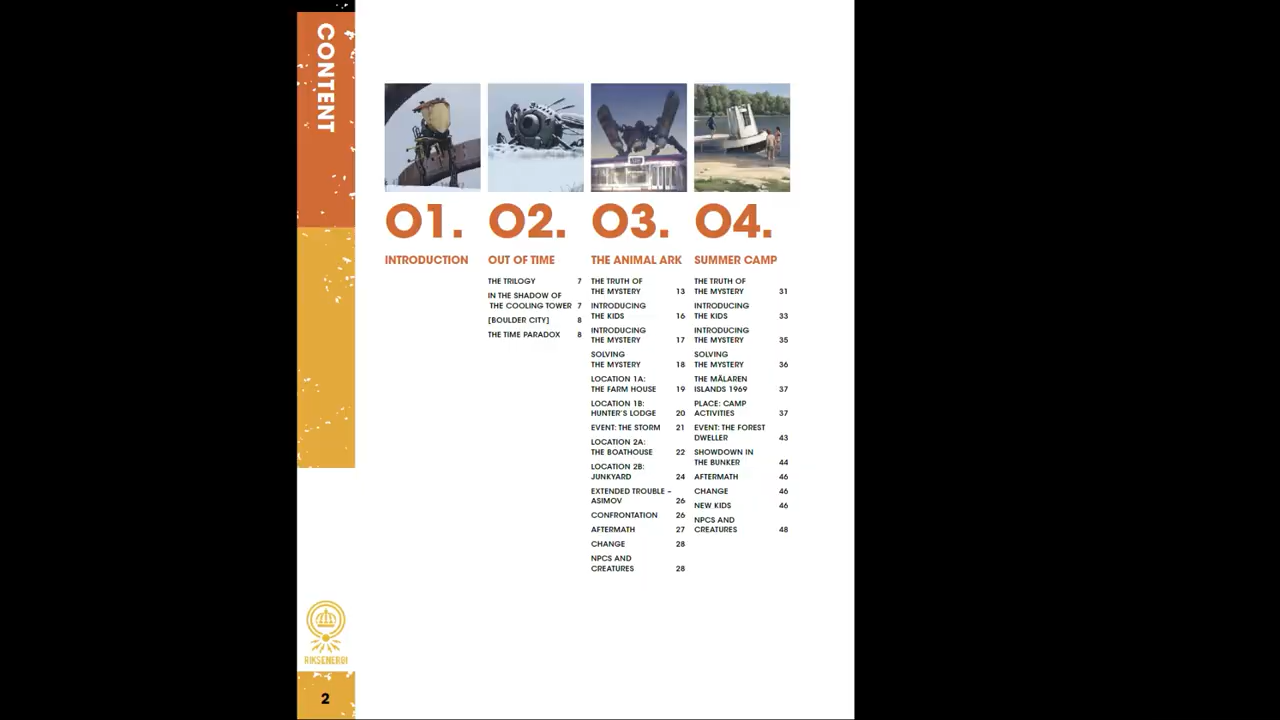 CONTENT
01.
INTRODUCTION
02.
OUT OF TIME
THE TRILOGY 7
IN THE SHADOW OF
THE COOLING TOWER 7
[BOULDER CITY] 8
THE TIME PARADOX 8
03.
THE ANIMAL ARK
THE TRUTH OF
THE MYSTERY 13
INTRODUCING
THE KIDS 16
INTRODUCING
THE MYSTERY 17
SOLVING
THE MYSTERY 18
LOCATION 1A:
THE FARM HOUSE 19
LOCATION 1B:
HUNTER'S LODGE 20
EVENT: THE STORM 21
LOCATION 2A:
THE BOATHOUSE 22
LOCATION 2B:
JUNKYARD 24
EXTENDED TROUBLE –
ASIMOV 26
CONFRONTATION 26
AFTERMATH 27
CHANGE 28
NPCS AND
CREATURES 28
04.
SUMMER CAMP
THE TRUTH OF
THE MYSTERY 31
INTRODUCING
THE KIDS 33
INTRODUCING
THE MYSTERY 35
SOLVING
THE MYSTERY 36
THE MÄLAREN
ISLANDS 1969 37
PLACE: CAMP
ACTIVITIES 37
EVENT: THE FOREST
DWELLER 43
SHOWDOWN IN
THE BUNKER 44
AFTERMATH 46
CHANGE 46
NEW KIDS 46
NPCS AND
CREATURES 48
RIKSENERGI
2